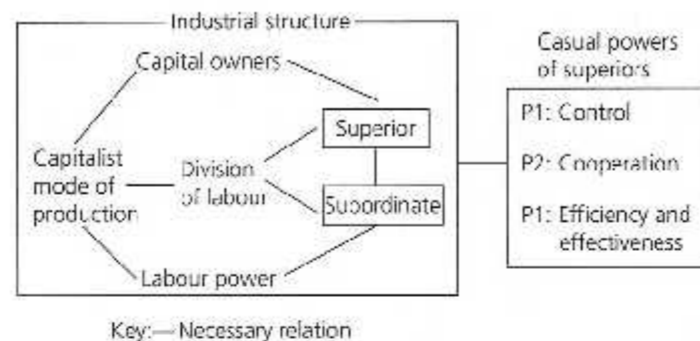 Industrial structure
Capital owners
Capitalist
mode of
production
Division
of labour
Superior
Subordinate
Labour power
Casual powers
of superiors
P1: Control
P2: Cooperation
P1: Efficiency and
effectiveness
Key:— Necessary relation